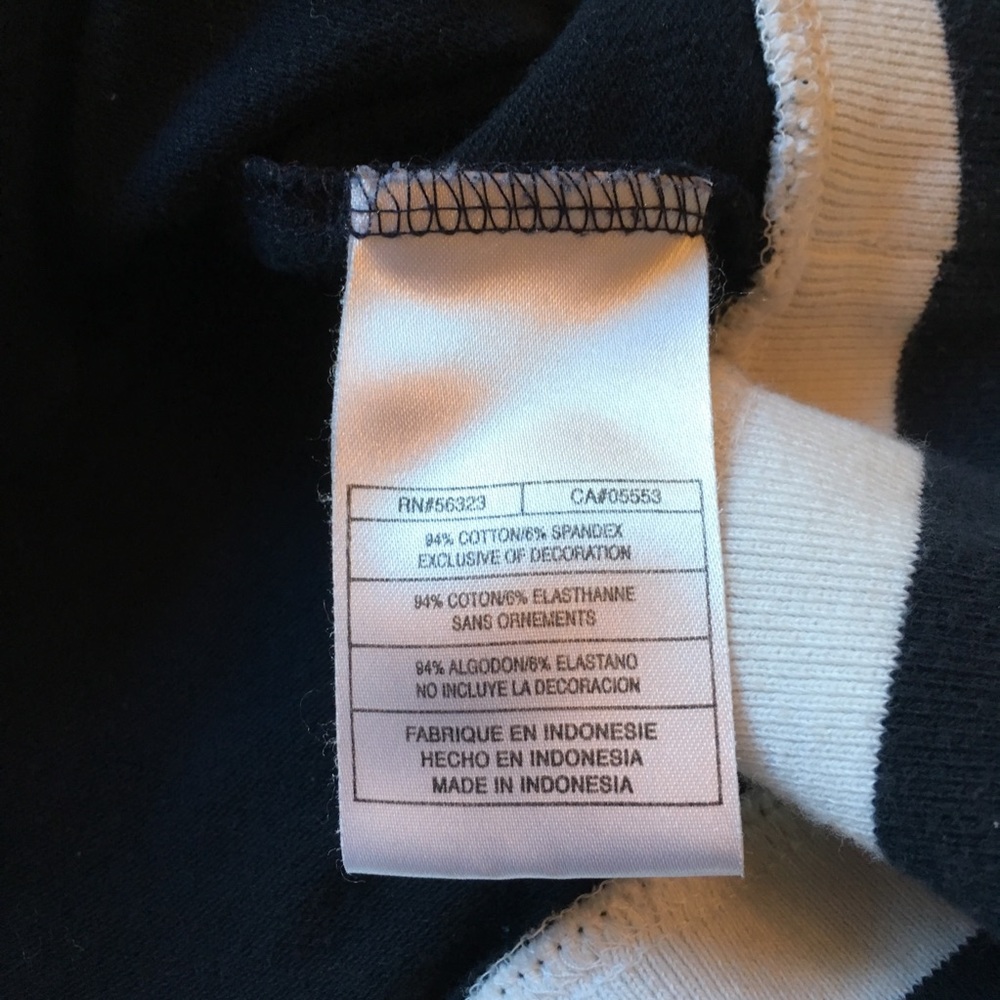 RN#56323 CA#05553
94% COTTON/6% SPANDEX
EXCLUSIVE OF DECORATION
94% COTON/6% ELASTHANNE
SANS ORNEMENTS
94% ALGODON/6% ELASTANO
NO INCLUYE LA DECORACION
FABRIQUE EN INDONESIE
HECHO EN INDONESIA
MADE IN INDONESIA